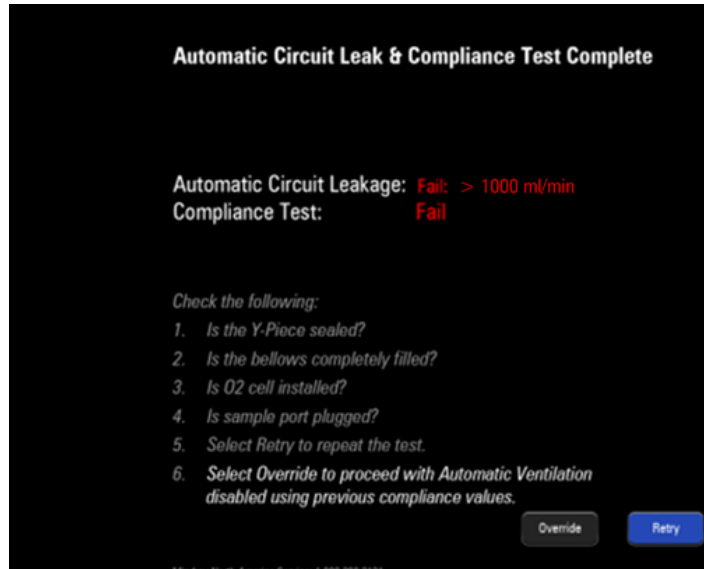 Automatic Circuit Leak & Compliance Test Complete
Automatic Circuit Leakage: Fail: > 1000 ml/min
Compliance Test: Fail
Check the following:
1. Is the Y-Piece sealed?
2. Is the bellows completely filled?
3. Is O2 cell installed?
4. Is sample port plugged?
5. Select Retry to repeat the test.
6. Select Override to proceed with Automatic Ventilation
disabled using previous compliance values.
Override Retry